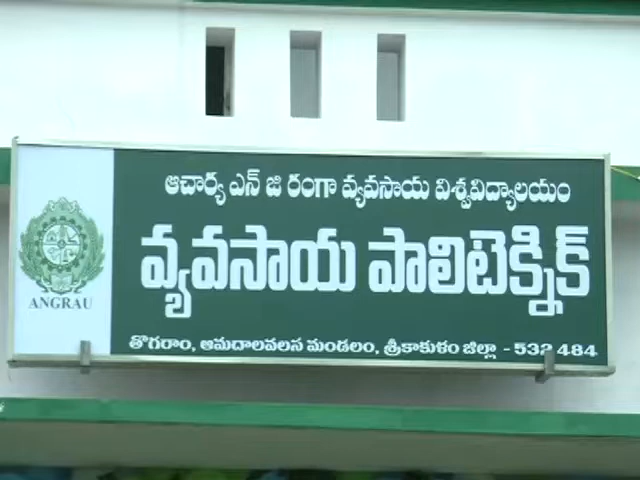 ఆచార్య ఎన్ జి రంగా వ్యవసాయ విశ్వవిద్యాలయం
వ్యవసాయ పాలిటెక్నిక్
ANGRAU
తొగరాం, ఆమదాలవలస మండలం, శ్రీకాకుళం జిల్లా - 532 484